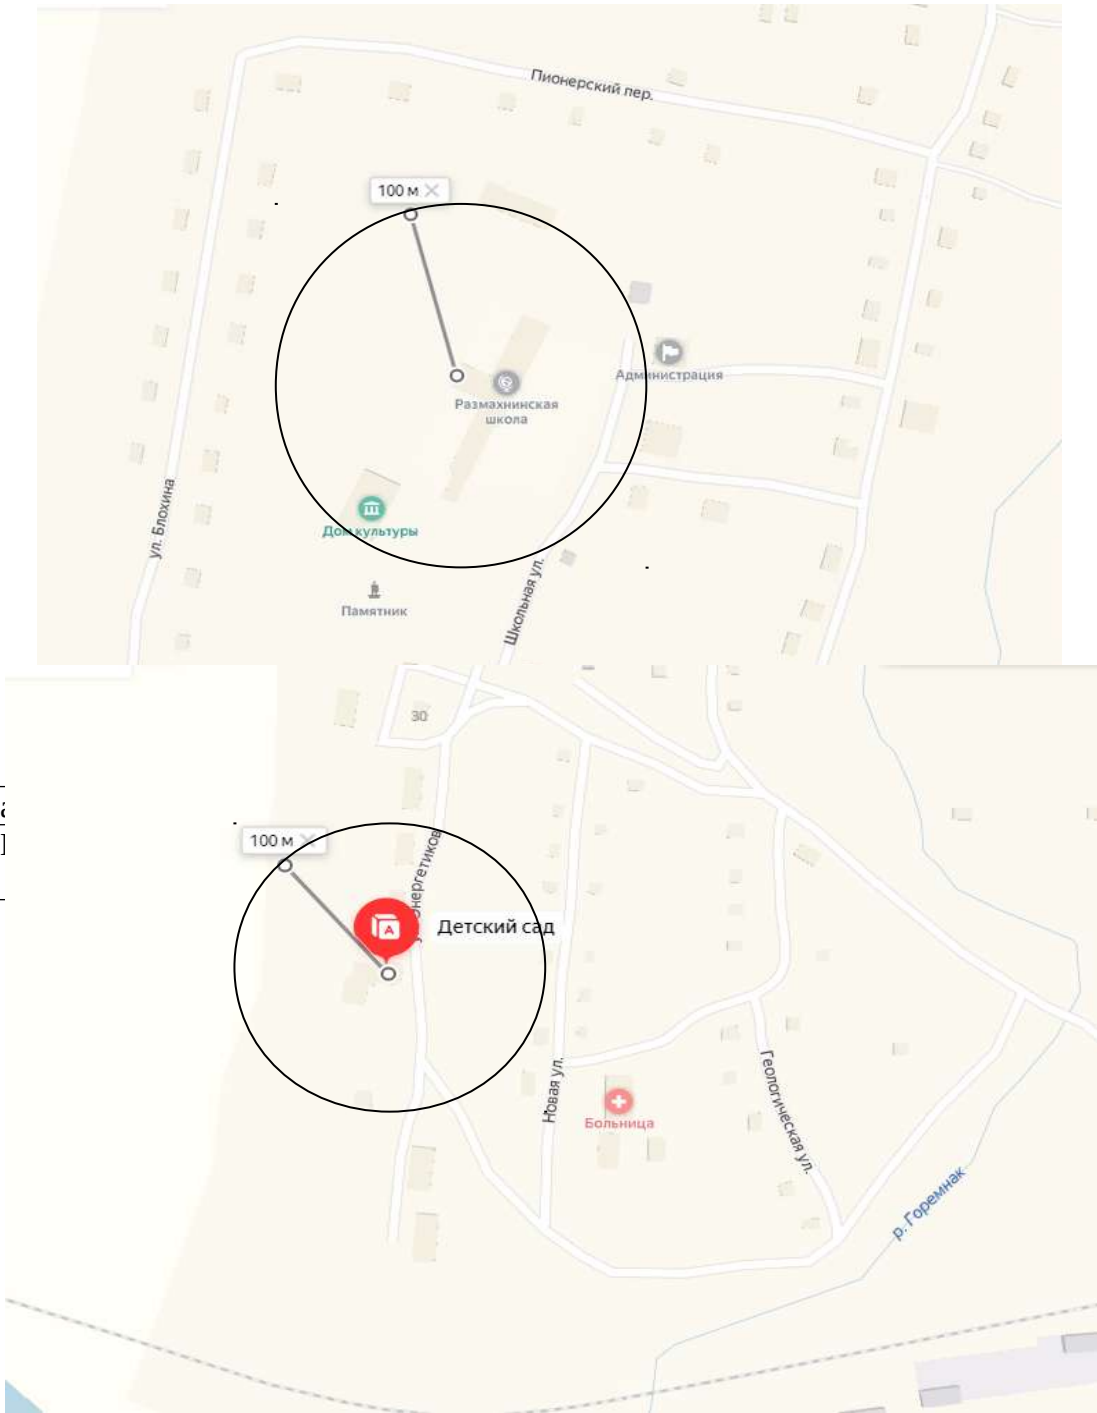 Пионерский пер.
100 м
Администрация
Размахнинская
школа
ул. Блохина
Дом культуры
Школьная ул.
Памятник
30
100 м
Энергетиков
Детский сад
Новая ул.
Геологическая ул.
Больница
р. Горемнак